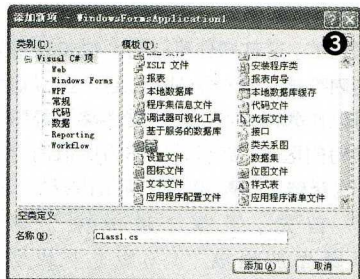 添加新项 - WindowsFormsApplication1
3
类别(C):
模板(T):
Visual C# 项
Web
Windows Forms
WPF
常规
代码
数据
Reporting
Workflow
XSLT 文件
报表
本地数据库
程序集信息文件
调试器可视化工具
基于服务的数据库
设置文件
图标文件
文本文件
应用程序配置文件
安装程序类
报表向导
本地数据库缓存
代码文件
光标文件
接口
类关系图
数据集
位图文件
样式表
应用程序清单文件
空类定义
名称(N):
Class1.cs
添加(A)
取消